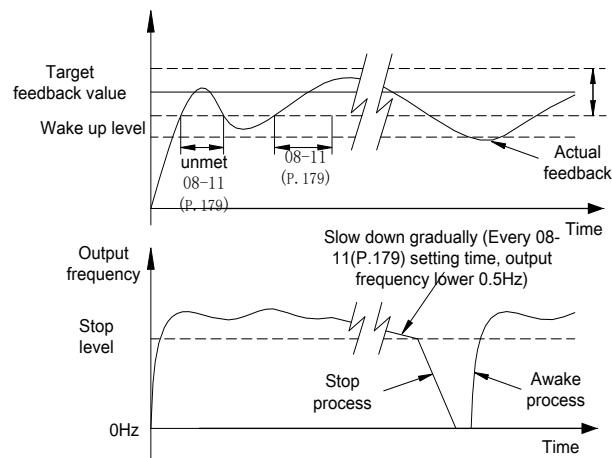 Target
feedback value
Wake up level
unmet
08-11
(P. 179)
08-11
(P. 179)
Actual
feedback
Time
Output
frequency
Slow down gradually (Every 08-
11(P.179) setting time, output
frequency lower 0.5Hz)
Stop
level
Stop
process
Awake
process
0Hz
Time